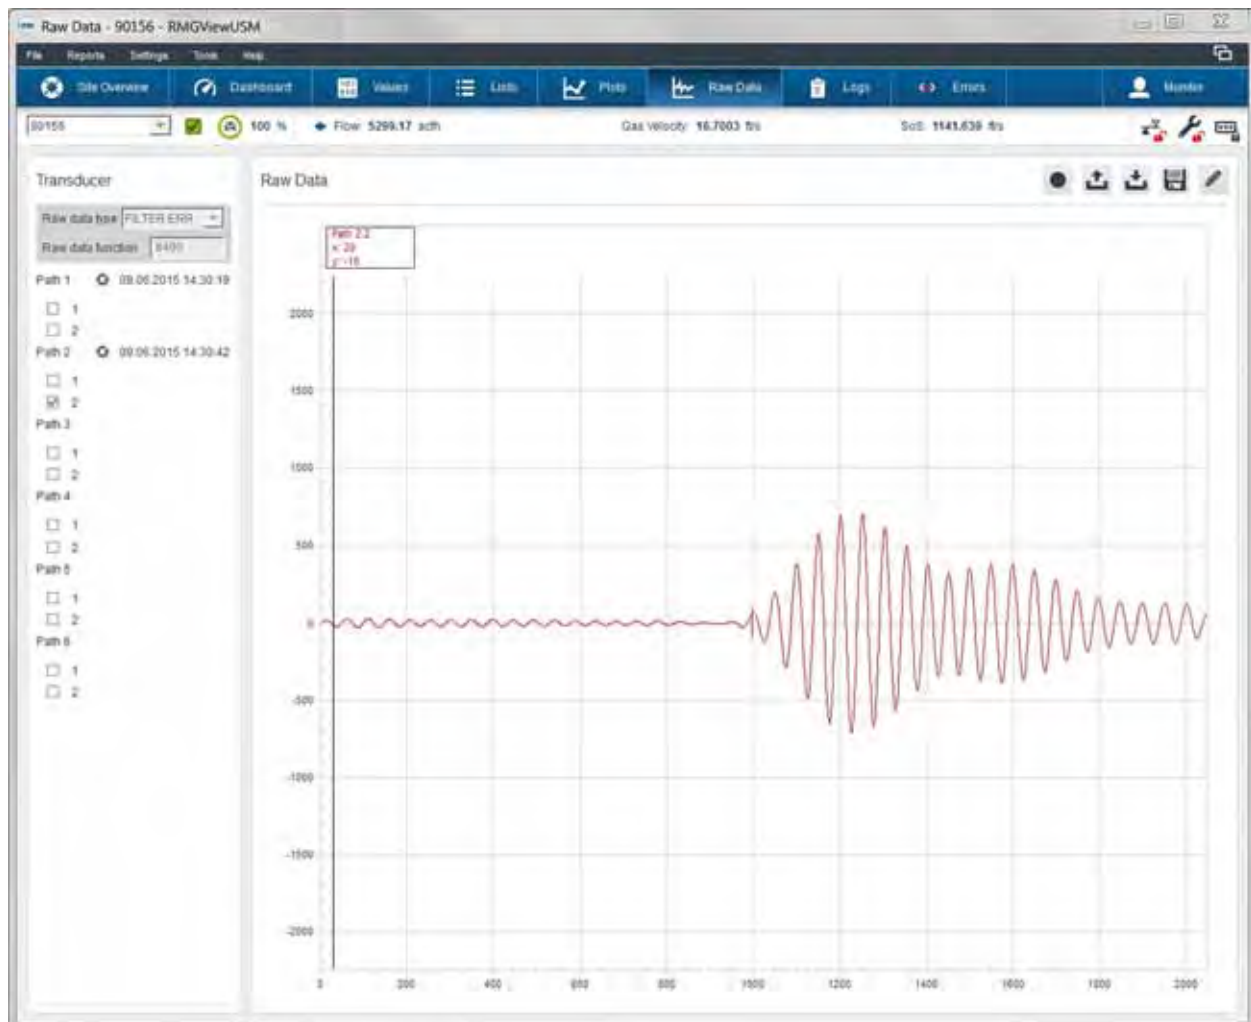 Raw Data - 90156 - RMGViewUSM
File Reports Settings Tools Help
Site Overview Dashboard Values Lists Plots Raw Data Logs Errors Monitor
90156 100 % Flow: 5299.17 acfh Gas Velocity: 16.7003 ft/s SoS: 1141.639 ft/s
Transducer
Raw Data
Raw data type FILTER ERR
Raw data function
Path 2.2
x: 29
Path 1 09.06.2015 14:30:19
1
2
Path 2 09.06.2015 14:30:42
1
2
Path 3
1
2
Path 4
1
2
Path 5
1
2
Path 6
1
2
2000
1500
1000
500
0
-500
-1000
-1500
-2000
0 200 400 600 800 1000 1200 1400 1600 1800 2000